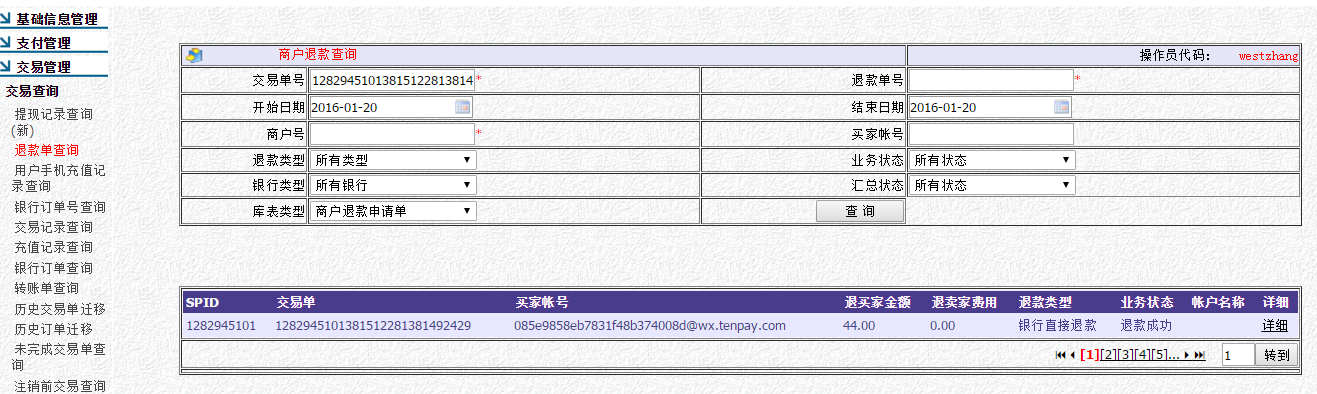 基础信息管理
支付管理
交易管理
交易查询
提现记录查询
(新)
退款单查询
用户手机充值记
录查询
银行订单号查询
交易记录查询
充值记录查询
银行订单查询
转账单查询
历史交易单迁移
历史订单迁移
未完成交易单查
询
注销前交易查询
商户退款查询 操作员代码： westzhang
交易单号 12829451013815122813814 * 退款单号 *
开始日期 2016-01-20 结束日期 2016-01-20
商户号 * 买家帐号
退款类型 所有类型 业务状态 所有状态
银行类型 所有银行 汇总状态 所有状态
库表类型 商户退款申请单 查 询
SPID 交易单 买家帐号 退买家金额 退卖家费用 退款类型 业务状态 帐户名称 详细
1282945101 1282945101381512281381492429 085e9858eb7831f48b374008d@wx.tenpay.com 44.00 0.00 银行直接退款 退款成功 详细
[1][2][3][4][5]... 1 转到